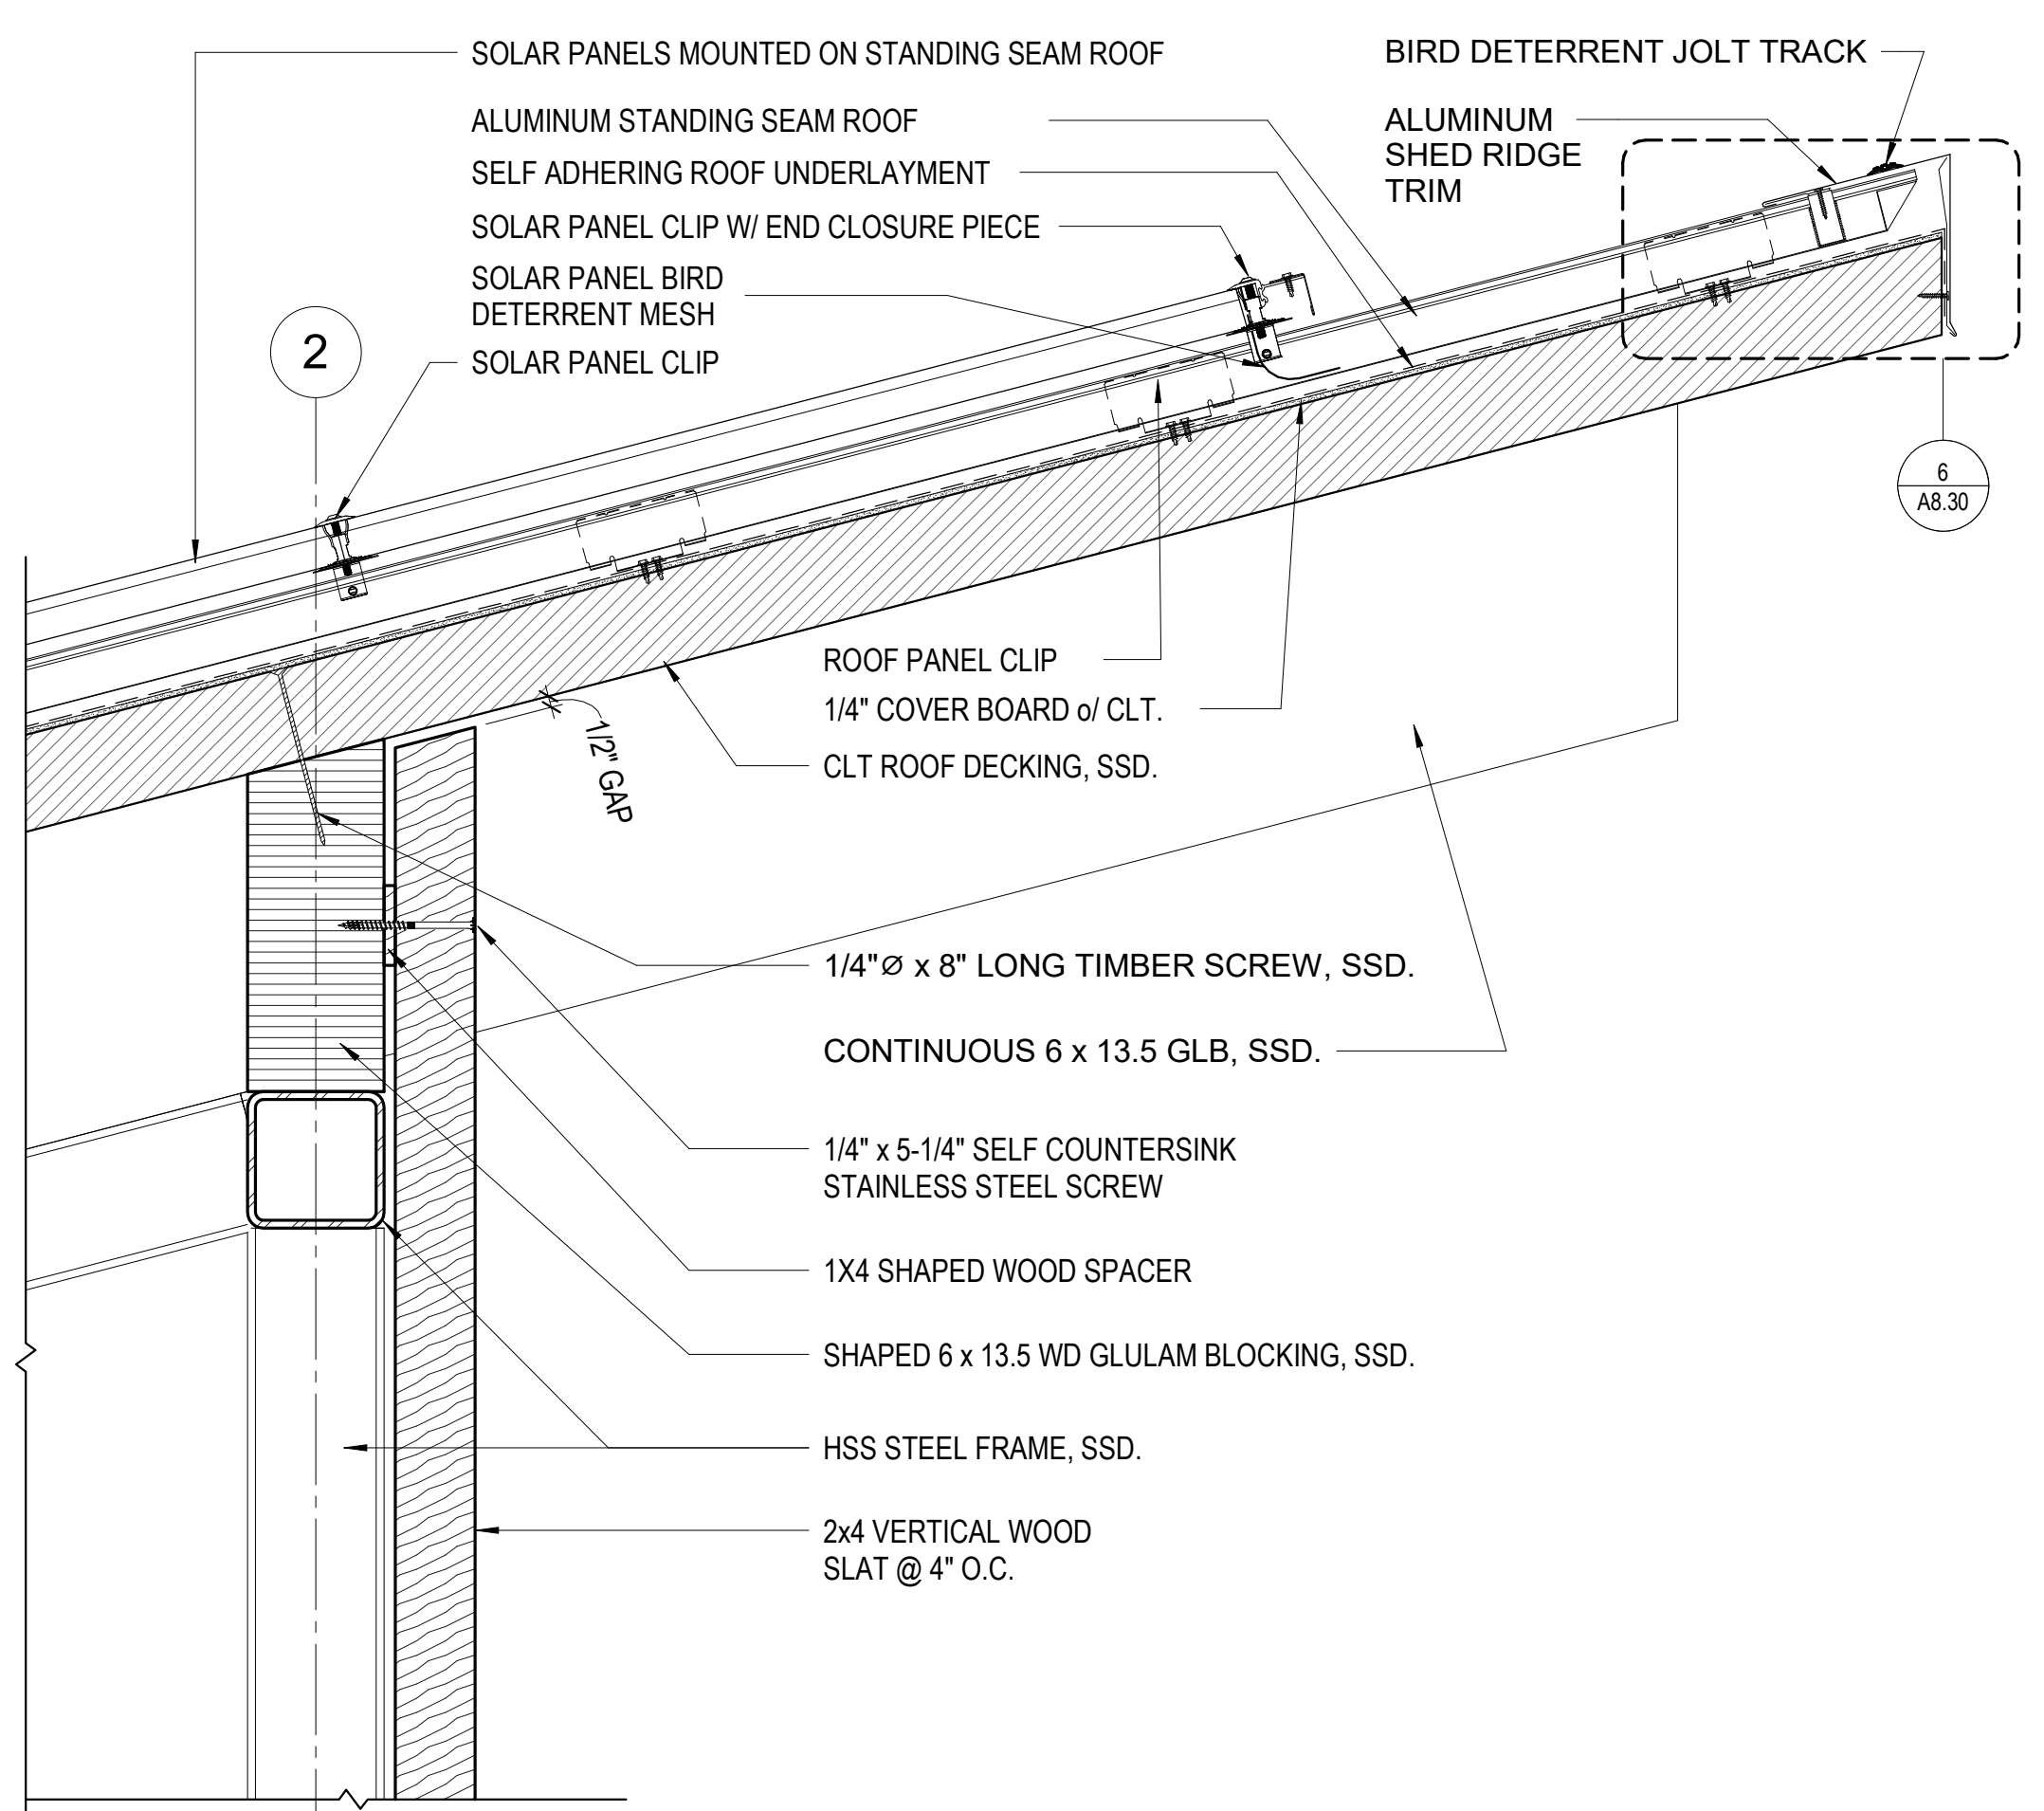 SOLAR PANELS MOUNTED ON STANDING SEAM ROOF
BIRD DETERRENT JOLT TRACK
ALUMINUM STANDING SEAM ROOF
ALUMINUM
SHED RIDGE
TRIM
SELF ADHERING ROOF UNDERLAYMENT
SOLAR PANEL CLIP W/ END CLOSURE PIECE
SOLAR PANEL BIRD
DETERRENT MESH
SOLAR PANEL CLIP
2
6
A8.30
ROOF PANEL CLIP
1/4" COVER BOARD o/ CLT.
CLT ROOF DECKING, SSD.
1/2" GAP
1/4"⌀ x 8" LONG TIMBER SCREW, SSD.
CONTINUOUS 6 x 13.5 GLB, SSD.
1/4" x 5-1/4" SELF COUNTERSINK
STAINLESS STEEL SCREW
1X4 SHAPED WOOD SPACER
SHAPED 6 x 13.5 WD GLULAM BLOCKING, SSD.
HSS STEEL FRAME, SSD.
2x4 VERTICAL WOOD
SLAT @ 4" O.C.